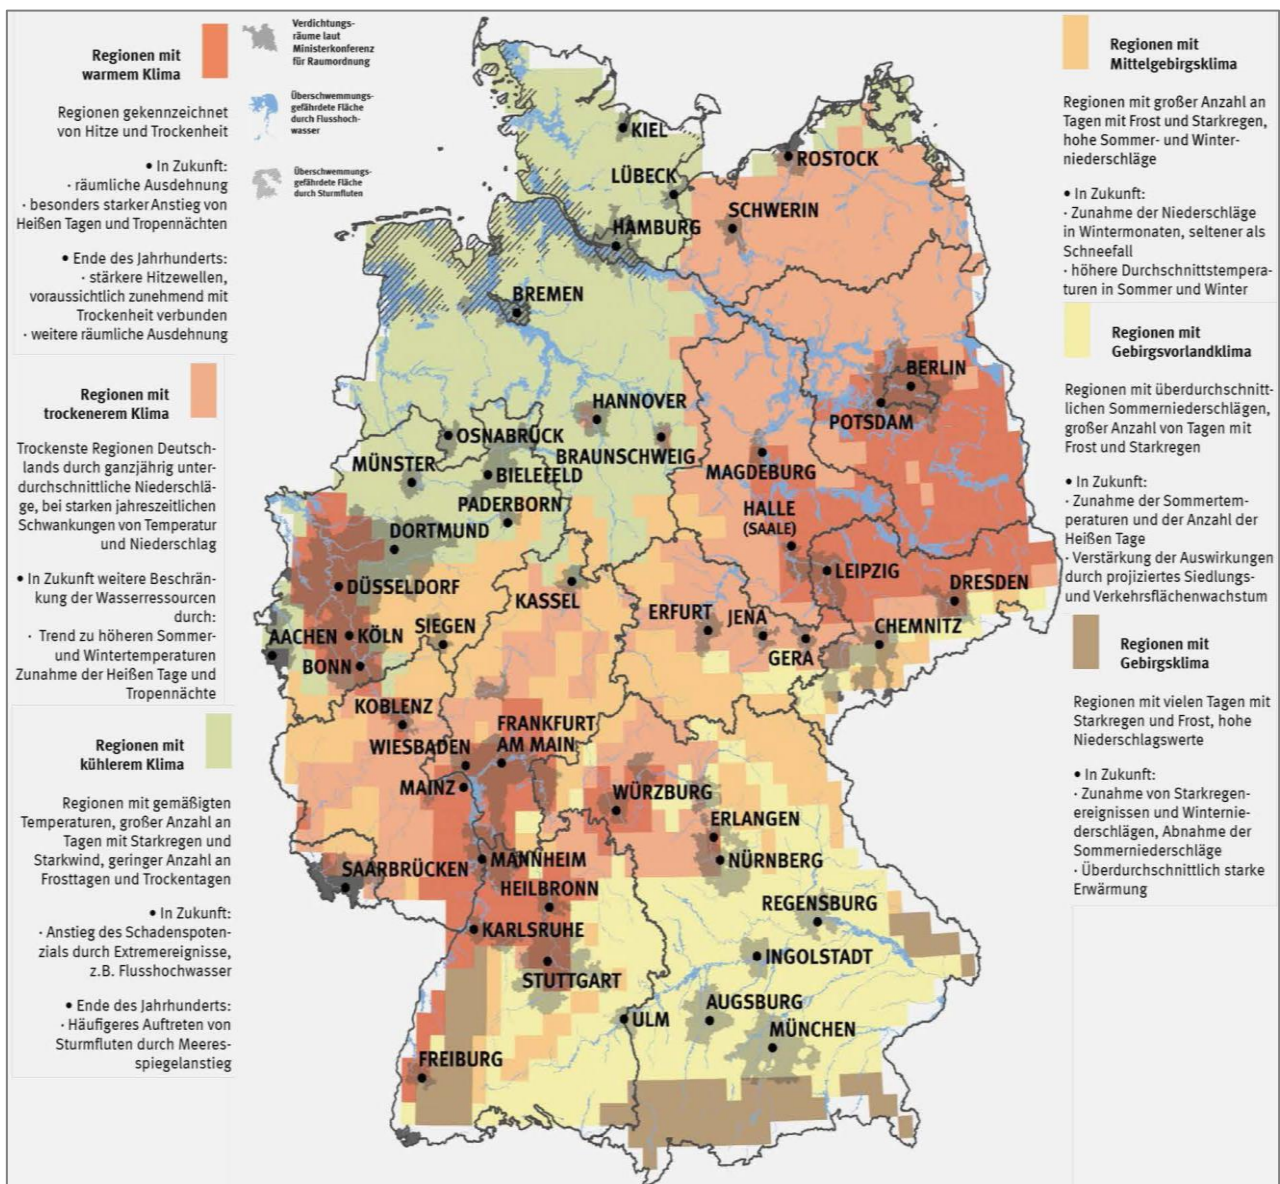 Regionen mit
warmem Klima
Regionen gekennzeichnet
von Hitze und Trockenheit
• In Zukunft:
· räumliche Ausdehnung
· besonders starker Anstieg von
Heißen Tagen und Tropennächten
• Ende des Jahrhunderts:
· stärkere Hitzewellen,
voraussichtlich zunehmend mit
Trockenheit verbunden
· weitere räumliche Ausdehnung
Regionen mit
trockenerem Klima
Trockenste Regionen Deutsch-
lands durch ganzjährig unter-
durchschnittliche Niederschlä-
ge, bei starken jahreszeitlichen
Schwankungen von Temperatur
und Niederschlag
• In Zukunft weitere Beschrän-
kung der Wasserressourcen
durch:
· Trend zu höheren Sommer-
und Wintertemperaturen
Zunahme der Heißen Tage und
Tropennächte
Regionen mit
kühlerem Klima
Regionen mit gemäßigten
Temperaturen, großer Anzahl an
Tagen mit Starkregen und
Starkwind, geringer Anzahl an
Frosttagen und Trockentagen
• In Zukunft:
· Anstieg des Schadenspoten-
zials durch Extremereignisse,
z.B. Flusshochwasser
• Ende des Jahrhunderts:
· Häufigeres Auftreten von
Sturmfluten durch Meeres-
spiegelanstieg
Verdichtungs-
räume laut
Ministerkonferenz
für Raumordnung
Überschwemmungs-
gefährdete Fläche
durch Flusshoch-
wasser
Überschwemmungs-
gefährdete Fläche
durch Sturmfluten
KIEL
ROSTOCK
LÜBECK
SCHWERIN
HAMBURG
BREMEN
BERLIN
HANNOVER
POTSDAM
OSNABRÜCK
BRAUNSCHWEIG
MÜNSTER
BIELEFELD
MAGDEBURG
PADERBORN
HALLE
(SAALE)
DORTMUND
LEIPZIG
DÜSSELDORF
KASSEL
DRESDEN
ERFURT
JENA
CHEMNITZ
AACHEN
KÖLN
SIEGEN
GERA
BONN
KOBLENZ
FRANKFURT
AM MAIN
WIESBADEN
MAINZ
WÜRZBURG
ERLANGEN
SAARBRÜCKEN
MANNHEIM
NÜRNBERG
HEILBRONN
REGENSBURG
KARLSRUHE
INGOLSTADT
STUTTGART
AUGSBURG
ULM
MÜNCHEN
FREIBURG
Regionen mit
Mittelgebirgsklima
Regionen mit großer Anzahl an
Tagen mit Frost und Starkregen,
hohe Sommer- und Winter-
niederschläge
• In Zukunft:
· Zunahme der Niederschläge
in Wintermonaten, seltener als
Schneefall
· höhere Durchschnittstempera-
turen in Sommer und Winter
Regionen mit
Gebirgsvorlandklima
Regionen mit überdurchschnitt-
lichen Sommerniederschlägen,
großer Anzahl von Tagen mit
Frost und Starkregen
• In Zukunft:
· Zunahme der Sommertem-
peraturen und der Anzahl der
Heißen Tage
· Verstärkung der Auswirkungen
durch projiziertes Siedlungs-
und Verkehrsflächenwachstum
Regionen mit
Gebirgsklima
Regionen mit vielen Tagen mit
Starkregen und Frost, hohe
Niederschlagswerte
• In Zukunft:
· Zunahme von Starkregen-
ereignissen und Winternie-
derschlägen, Abnahme der
Sommerniederschläge
· Überdurchschnittlich starke
Erwärmung